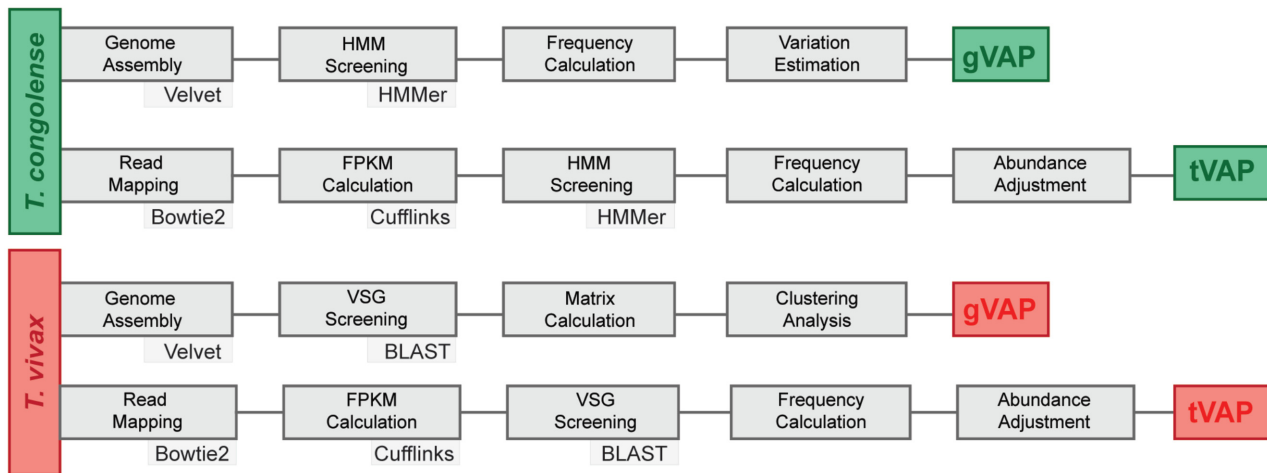 T. congolense
Genome
Assembly
Velvet
HMM
Screening
HMMer
Frequency
Calculation
Variation
Estimation
gVAP
Read
Mapping
Bowtie2
FPKM
Calculation
Cufflinks
HMM
Screening
HMMer
Frequency
Calculation
Abundance
Adjustment
tVAP
T. vivax
Genome
Assembly
Velvet
VSG
Screening
BLAST
Matrix
Calculation
Clustering
Analysis
gVAP
Read
Mapping
Bowtie2
FPKM
Calculation
Cufflinks
VSG
Screening
BLAST
Frequency
Calculation
Abundance
Adjustment
tVAP